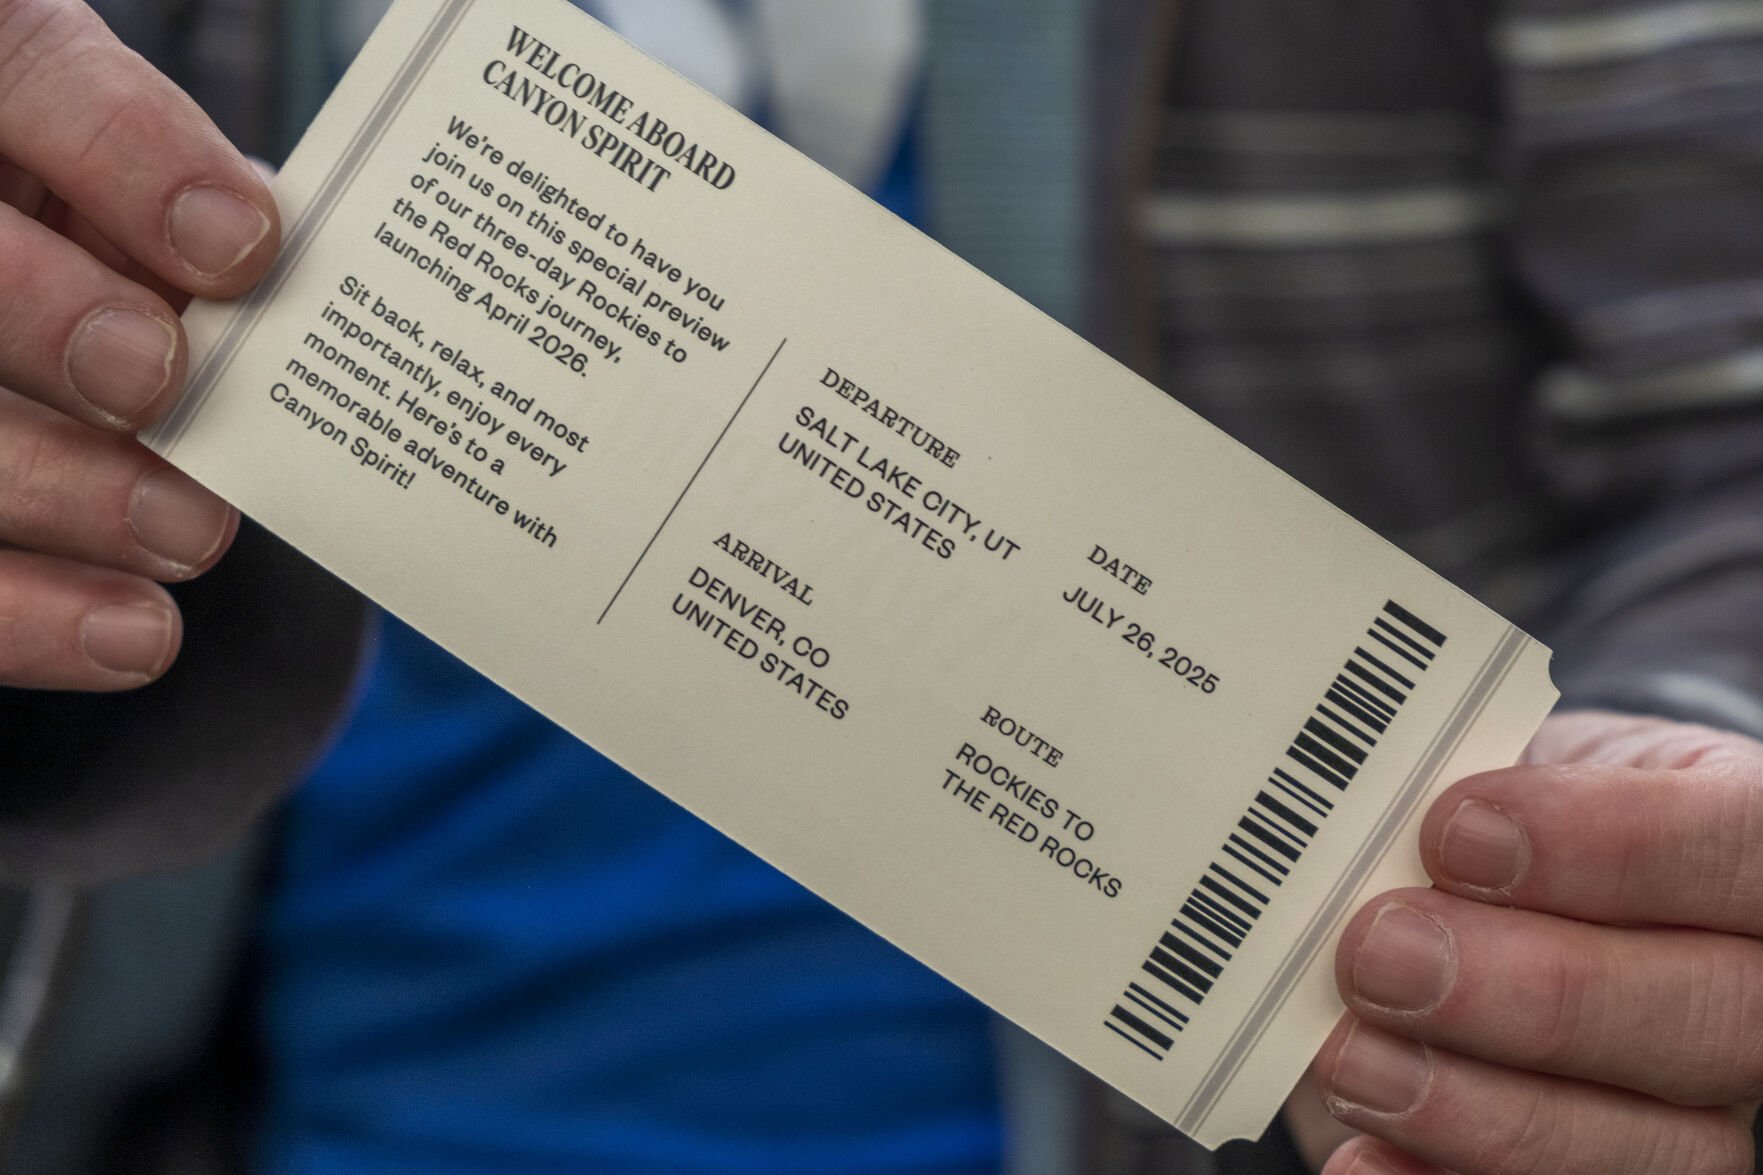 WELCOME ABOARD
CANYON SPIRIT
We're delighted to have you
join us on this special preview
of our three-day Rockies to
the Red Rocks journey,
launching April 2026.
Sit back, relax, and most
importantly, enjoy every
moment. Here's to a
memorable adventure with
Canyon Spirit!
DEPARTURE
SALT LAKE CITY, UT
UNITED STATES
ARRIVAL
DENVER, CO
UNITED STATES
DATE
JULY 26, 2025
ROUTE
ROCKIES TO
THE RED ROCKS